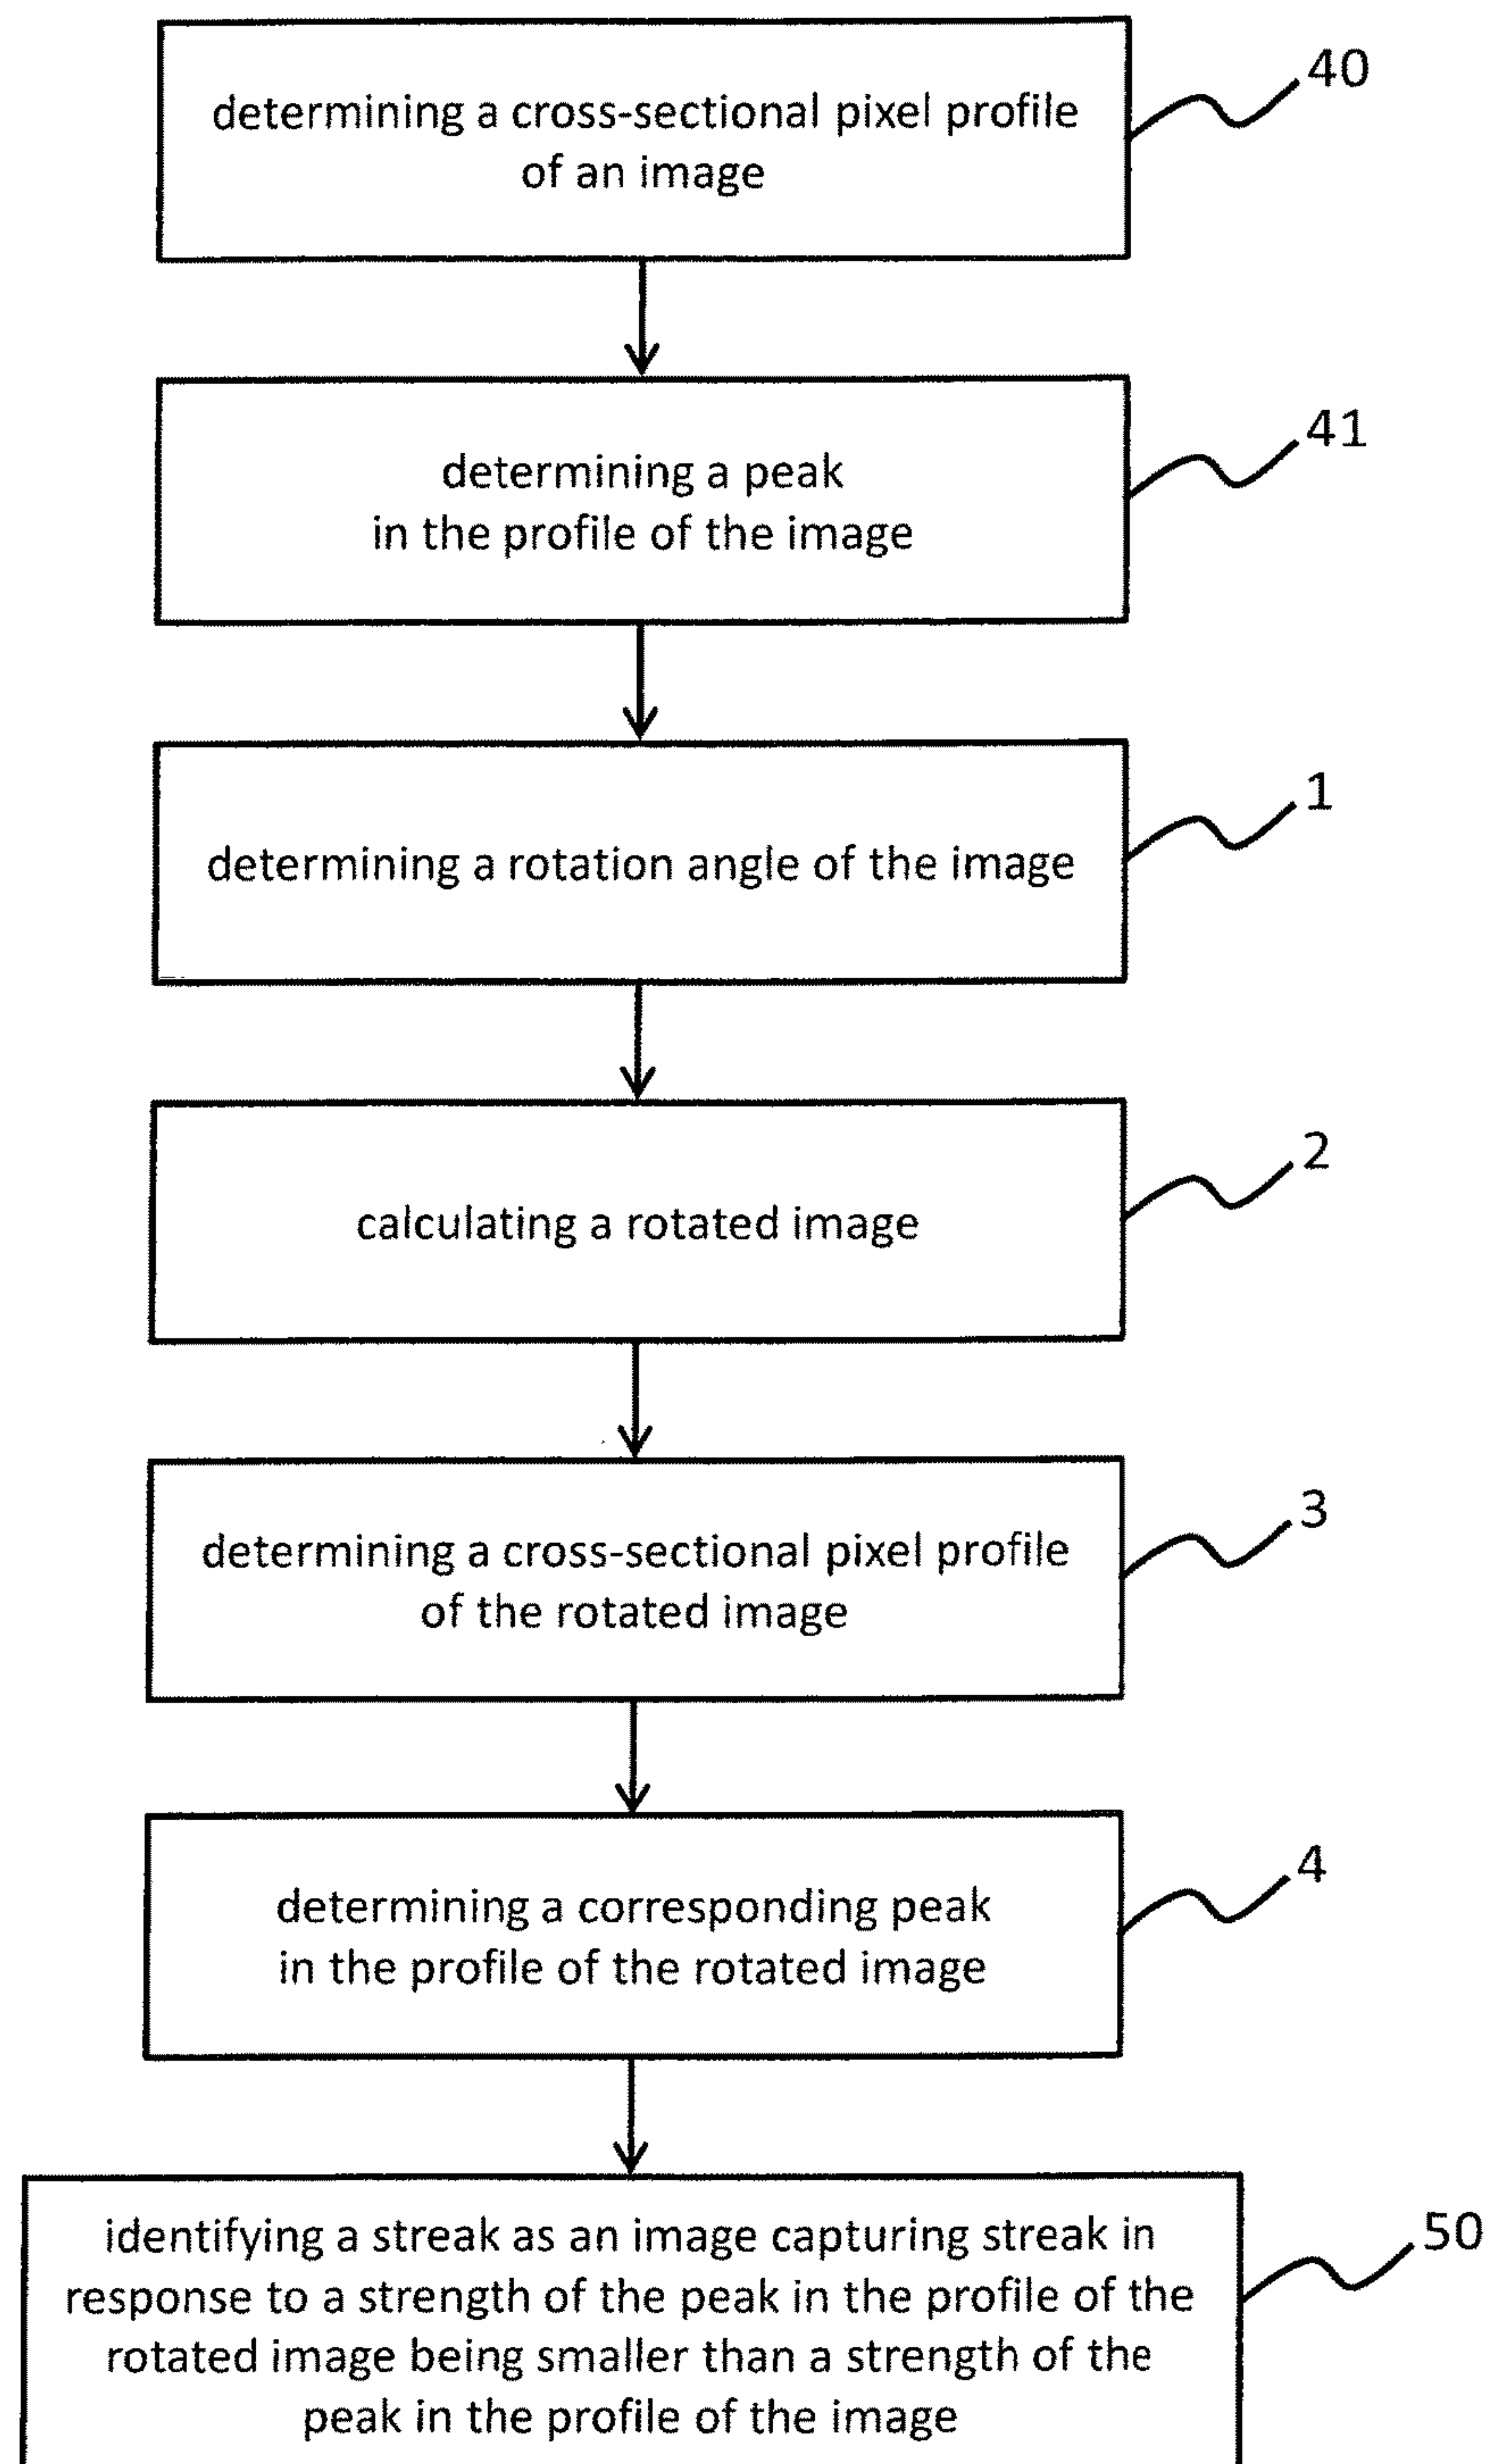 determining a cross-sectional pixel profile
of an image
40
determining a peak
in the profile of the image
41
determining a rotation angle of the image
1
calculating a rotated image
2
determining a cross-sectional pixel profile
of the rotated image
3
determining a corresponding peak
in the profile of the rotated image
4
identifying a streak as an image capturing streak in
response to a strength of the peak in the profile of the
rotated image being smaller than a strength of the
peak in the profile of the image
50